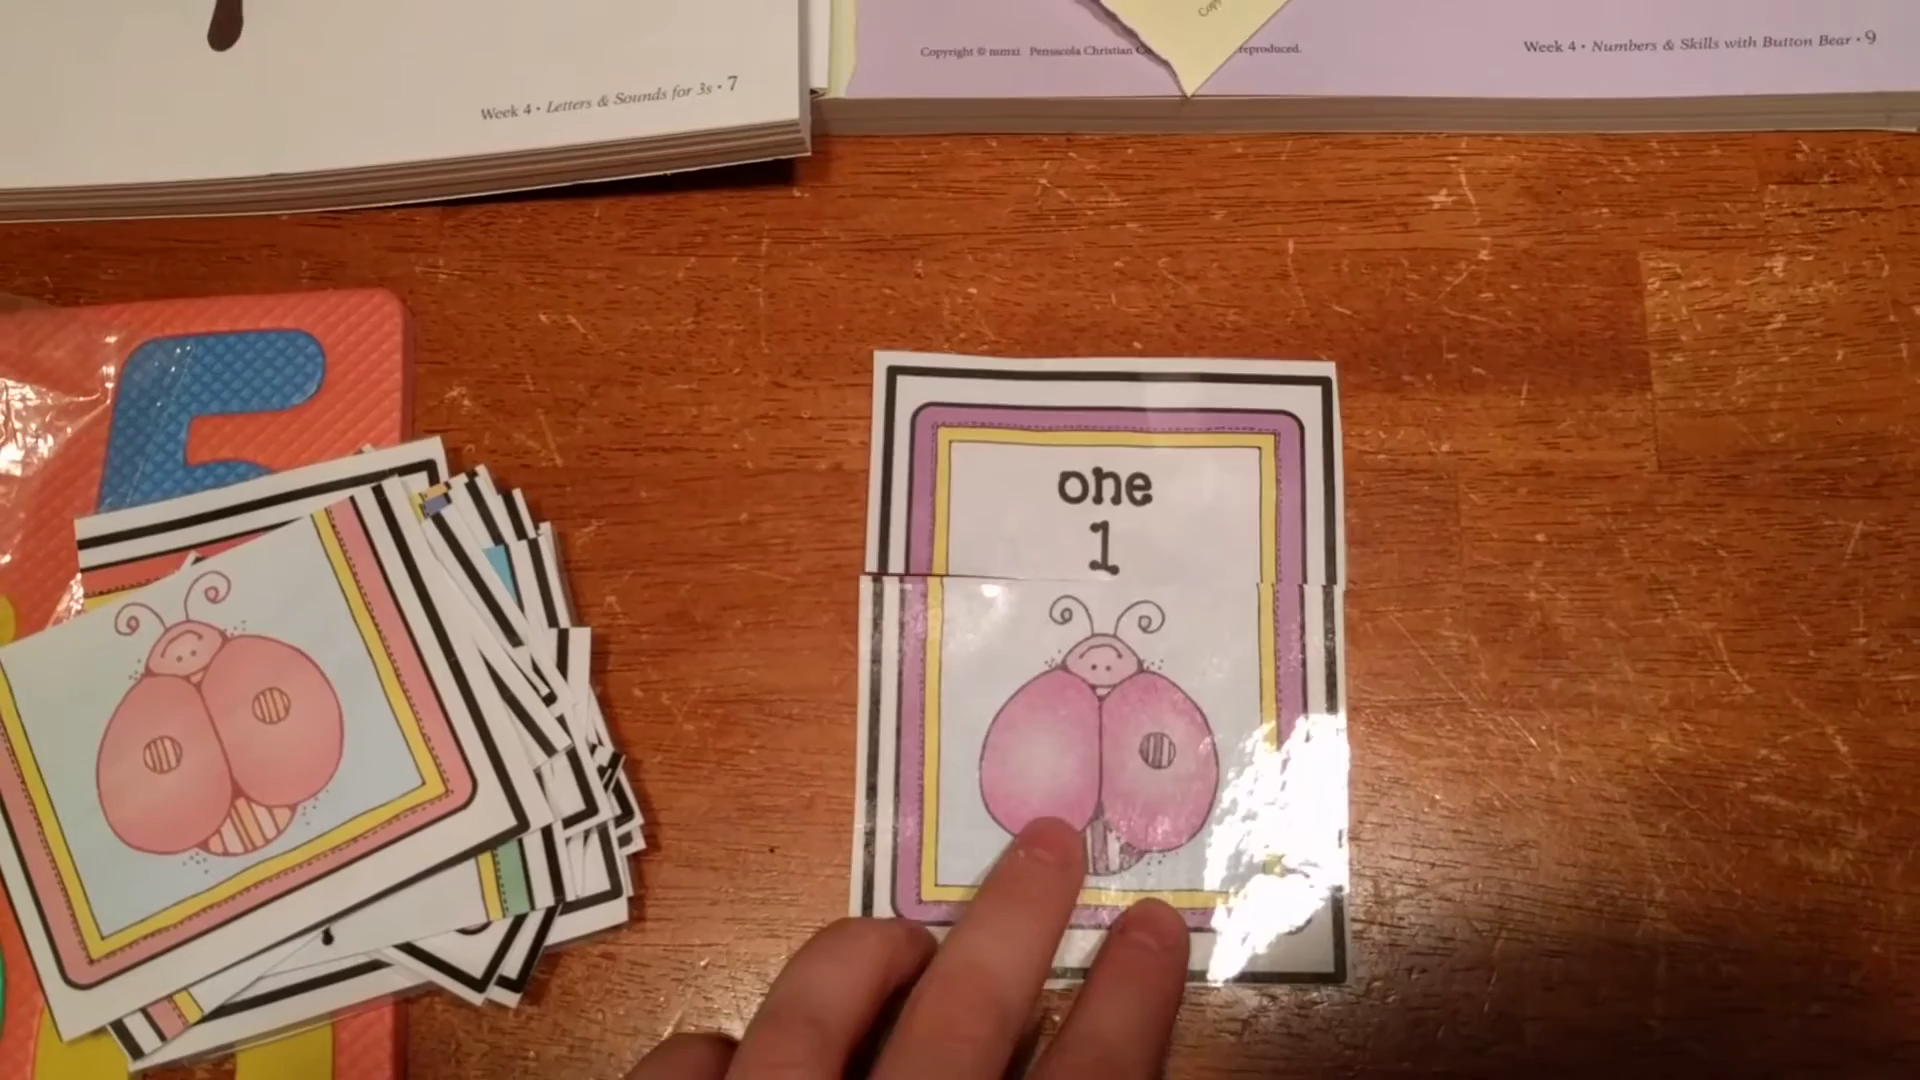 Week 4 • Letters & Sounds for 3s • 7
Copyright © mmxi Pensacola Christian
reproduced.
Week 4 • Numbers & Skills with Button Bear • 9
one
1